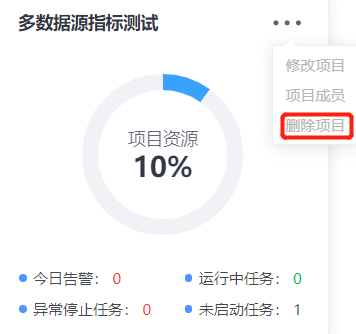 多数据源指标测试
修改项目
项目成员
删除项目
项目资源
10%
今日告警: 0
运行中任务: 0
异常停止任务: 0
未启动任务: 1